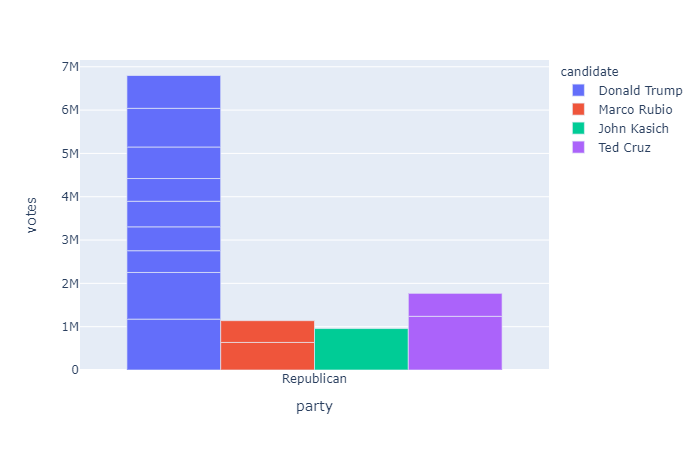 7M
6M
5M
4M
3M
2M
1M
0
votes
Republican
party
candidate
Donald Trump
Marco Rubio
John Kasich
Ted Cruz